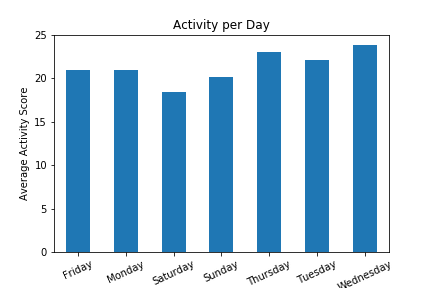 Activity per Day
Average Activity Score
25
20
15
10
5
0
Friday
Monday
Saturday
Sunday
Thursday
Tuesday
Wednesday